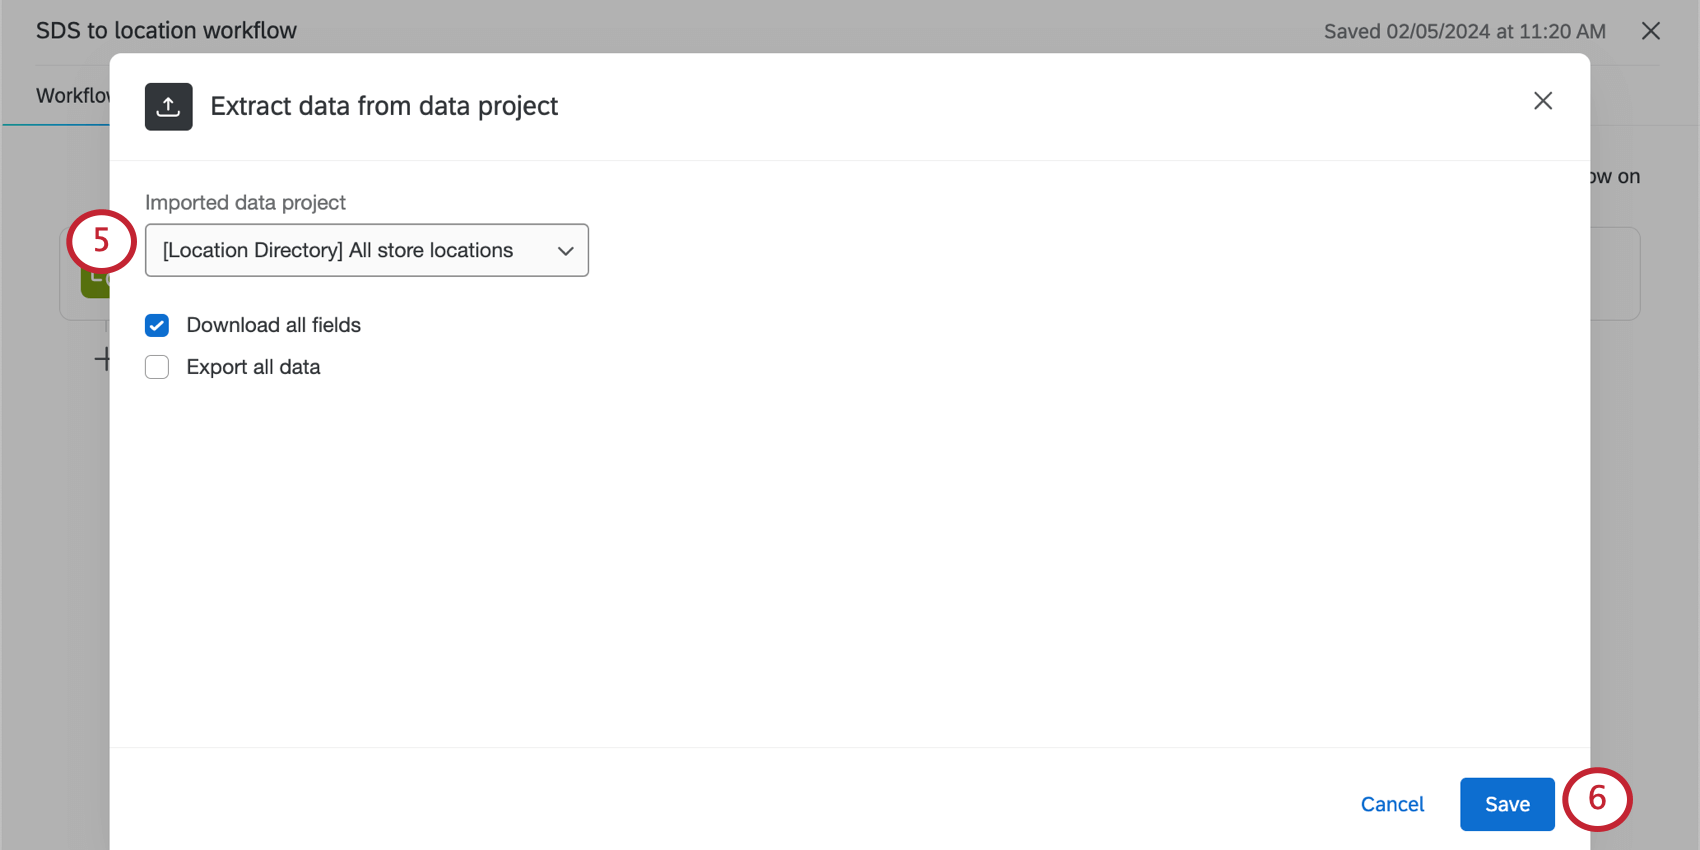 SDS to location workflow
Saved 02/05/2024 at 11:20 AM
Workflow
Extract data from data project
ow on
Imported data project
5
[Location Directory] All store locations
Download all fields
Export all data
Cancel
Save
6